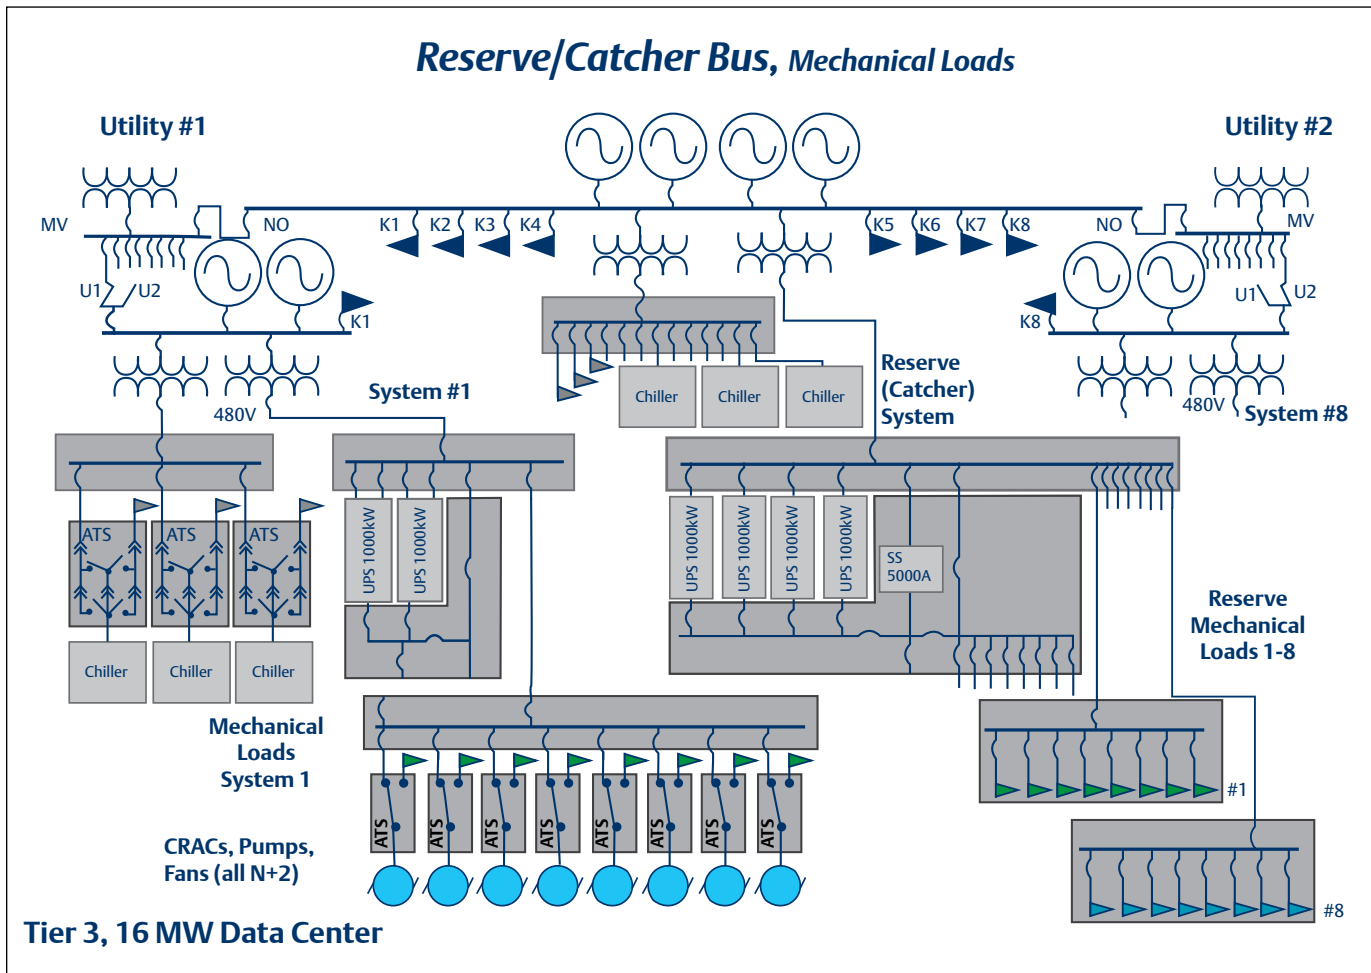 Reserve/Catcher Bus, Mechanical Loads
Utility #1
Utility #2
MV
NO
K1
K2
K3
K4
K5
K6
K7
K8
NO
MV
U1
U2
K1
U1
U2
K8
480V
System #1
Chiller
Chiller
Chiller
Reserve
(Catcher)
System
480V
System #8
ATS
ATS
ATS
UPS 1000kW
UPS 1000kW
UPS 1000kW
UPS 1000kW
UPS 1000kW
UPS 1000kW
SS
5000A
Chiller
Chiller
Chiller
Reserve
Mechanical
Loads 1-8
Mechanical
Loads
System 1
#1
ATS
ATS
ATS
ATS
ATS
ATS
ATS
ATS
CRACs, Pumps,
Fans (all N+2)
#8
Tier 3, 16 MW Data Center